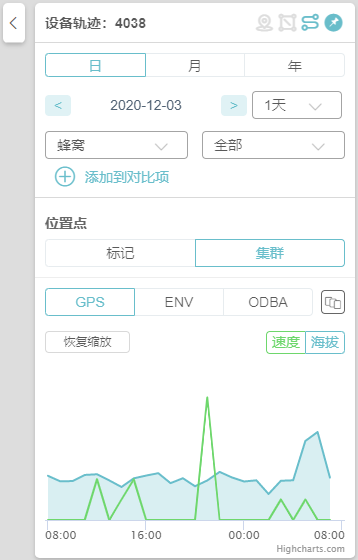 设备轨迹：4038
日 月 年
< 2020-12-03 > 1天
蜂窝 全部
添加到对比项
位置点
标记 集群
GPS ENV ODBA
恢复缩放 速度 海拔
08:00 16:00 00:00 08:00
Highcharts.com